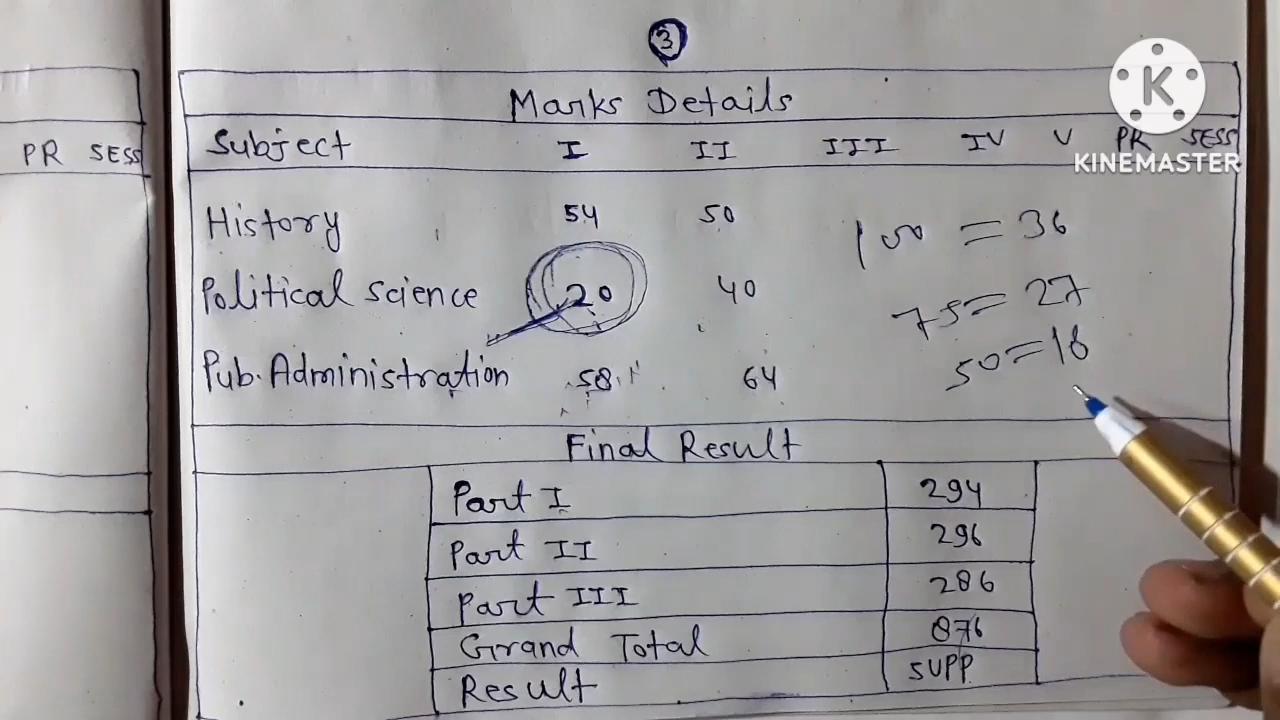 3
Marks Details
PR SESS
Subject I II III IV V PR SESS
KINEMASTER
History 54 50
100 = 36
Political Science 20 40
75 = 27
50 = 18
Pub. Administration 58 64
Final Result
Part I 294
Part II 296
Part III 286
Grand Total 876
Result SUPP